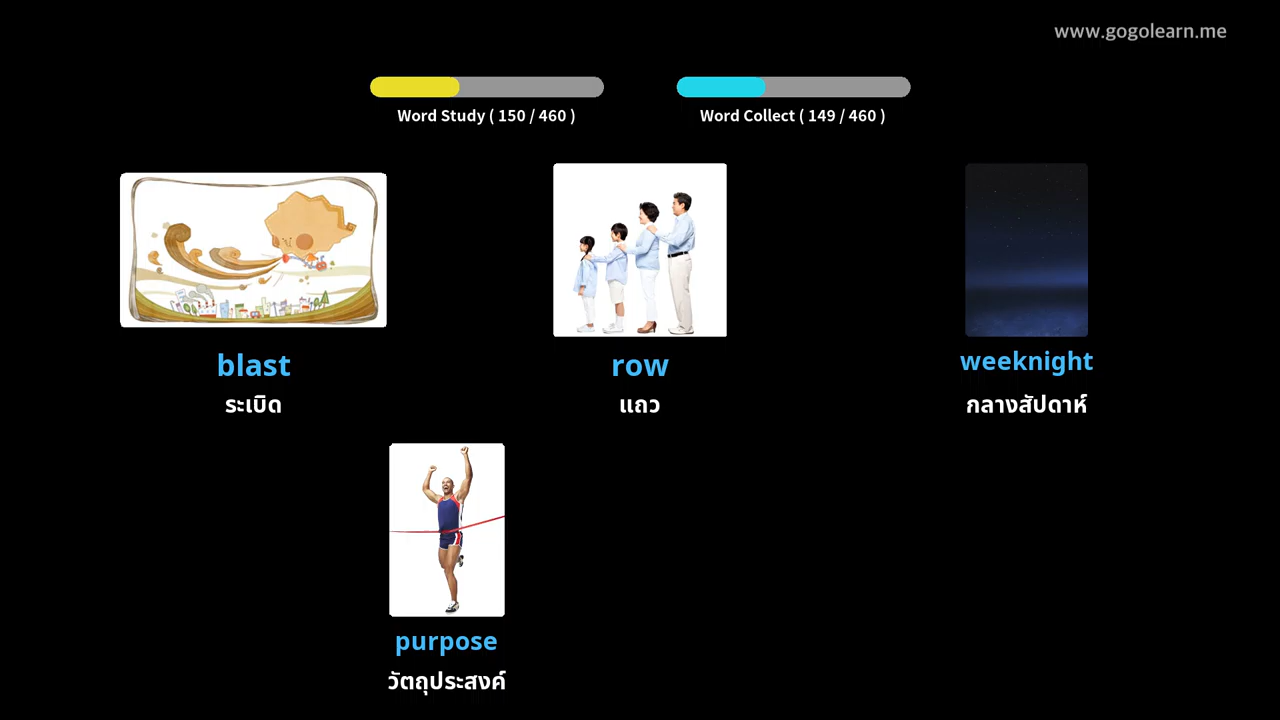 www.gogolearn.me
Word Study ( 150 / 460 )
Word Collect ( 149 / 460 )
blast
ระเบิด
row
แถว
weeknight
กลางสัปดาห์
purpose
วัตถุประสงค์